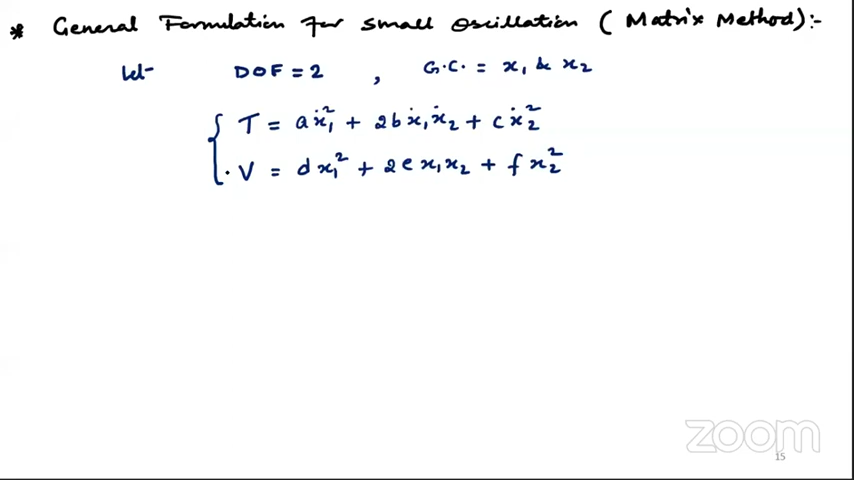 * General Formulation for small oscillation ( Matrix Method):-
let DOF = 2 , G.C. = x₁ & x₂
T = aẋ₁² + 2bẋ₁ẋ₂ + cẋ₂²
V = dx₁² + 2ex₁x₂ + fx₂²
zoom
15